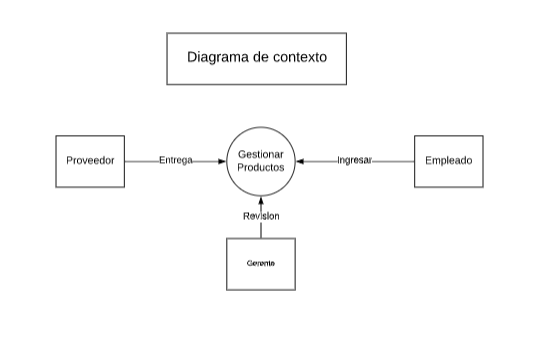 Diagrama de contexto
Proveedor
Entrega
Gestionar
Productos
Ingresar
Empleado
Revision
Gerente